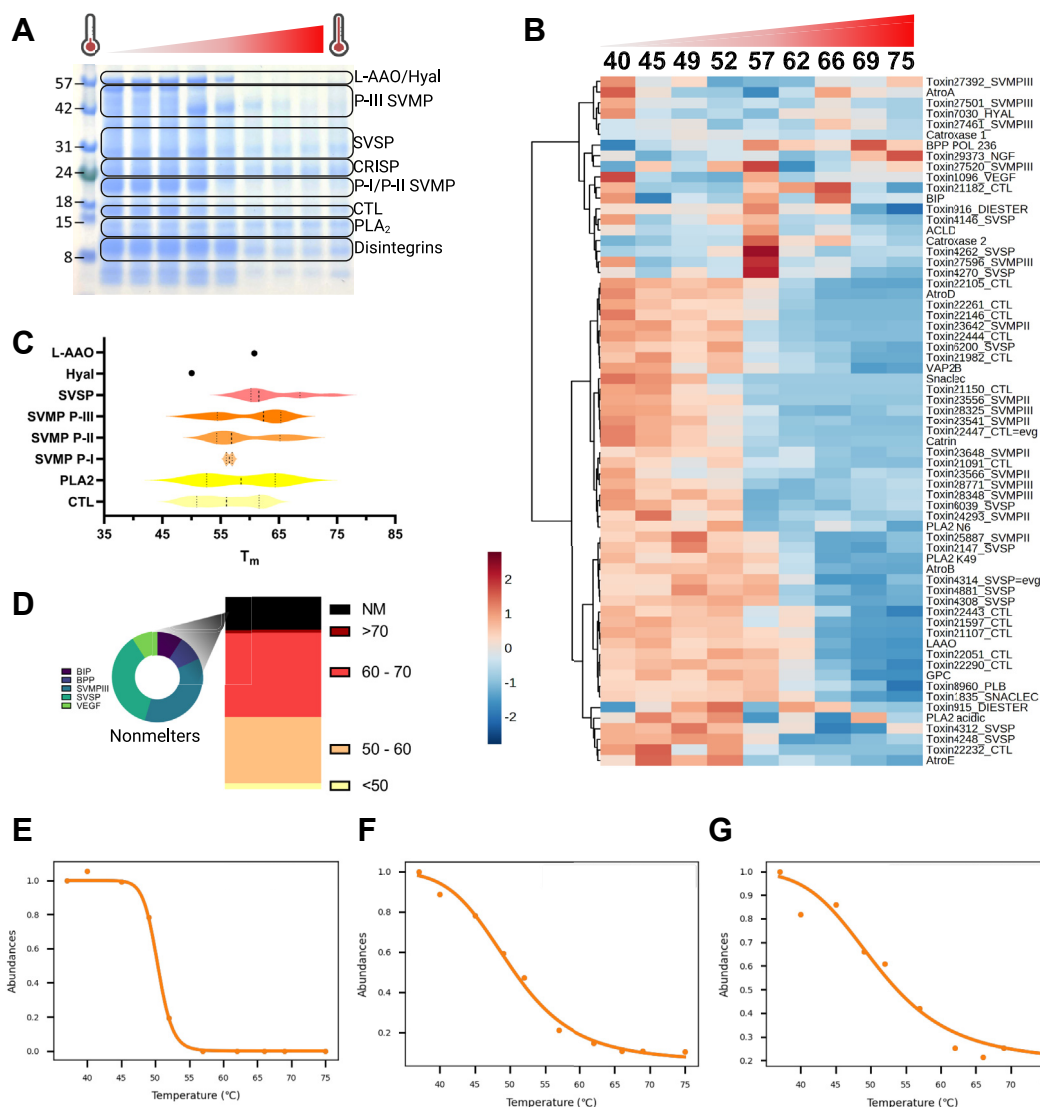 A
57
42
31
24
18
15
8
L-AAO/Hyal
P-III SVMP
SVSP
CRISP
P-I/P-II SVMP
CTL
PLA₂
Disintegrins
B
40 45 49 52 57 62 66 69 75
Toxin27392_SVMPIII
AtroA
Toxin27501_SVMPIII
Toxin7030_HYAL
Toxin27461_SVMPIII
Catroxase 1
BPP POL 236
Toxin29373_NGF
Toxin27520_SVMPIII
Toxin1096_VEGF
Toxin21182_CTL
BIP
Toxin916_DIESTER
Toxin4146_SVSP
ACLD
Catroxase 2
Toxin4262_SVSP
Toxin27596_SVMPIII
Toxin4270_SVSP
Toxin22105_CTL
AtroD
Toxin22261_CTL
Toxin22146_CTL
Toxin23642_SVMPII
Toxin22444_CTL
Toxin6200_SVSP
Toxin21982_CTL
VAP2B
Snaclec
Toxin21150_CTL
Toxin23556_SVMPII
Toxin28325_SVMPIII
Toxin23541_SVMPII
Toxin22447_CTL=evg
Catrin
Toxin23648_SVMPII
Toxin21091_CTL
Toxin23566_SVMPII
Toxin28771_SVMPIII
Toxin28348_SVMPIII
Toxin6039_SVSP
Toxin24293_SVMPII
PLA2 N6
Toxin25887_SVMPII
Toxin2147_SVSP
PLA2 K49
AtroB
Toxin4314_SVSP=evg
Toxin4881_SVSP
Toxin4308_SVSP
Toxin22443_CTL
Toxin21597_CTL
Toxin21107_CTL
LAAO
Toxin22051_CTL
Toxin22290_CTL
GPC
Toxin8960_PLB
Toxin1835_SNACLEC
Toxin915_DIESTER
PLA2 acidic
Toxin4312_SVSP
Toxin4248_SVSP
Toxin22232_CTL
AtroE
2
1
0
-1
-2
C
L-AAO
Hyal
SVSP
SVMP P-III
SVMP P-II
SVMP P-I
PLA2
CTL
35 45 55 65 75 85
Tm
D
BIP
BPP
SVMPIII
SVSP
VEGF
Nonmelters
NM
>70
60 - 70
50 - 60
<50
E
1.0
0.8
0.6
0.4
0.2
0.0
Abundances
40 45 50 55 60 65 70 75
Temperature (°C)
F
1.0
0.8
0.6
0.4
0.2
Abundances
40 45 50 55 60 65 70 75
Temperature (°C)
G
1.0
0.9
0.8
0.7
0.6
0.5
0.4
0.3
0.2
Abundances
40 45 50 55 60 65 70
Temperature (°C)